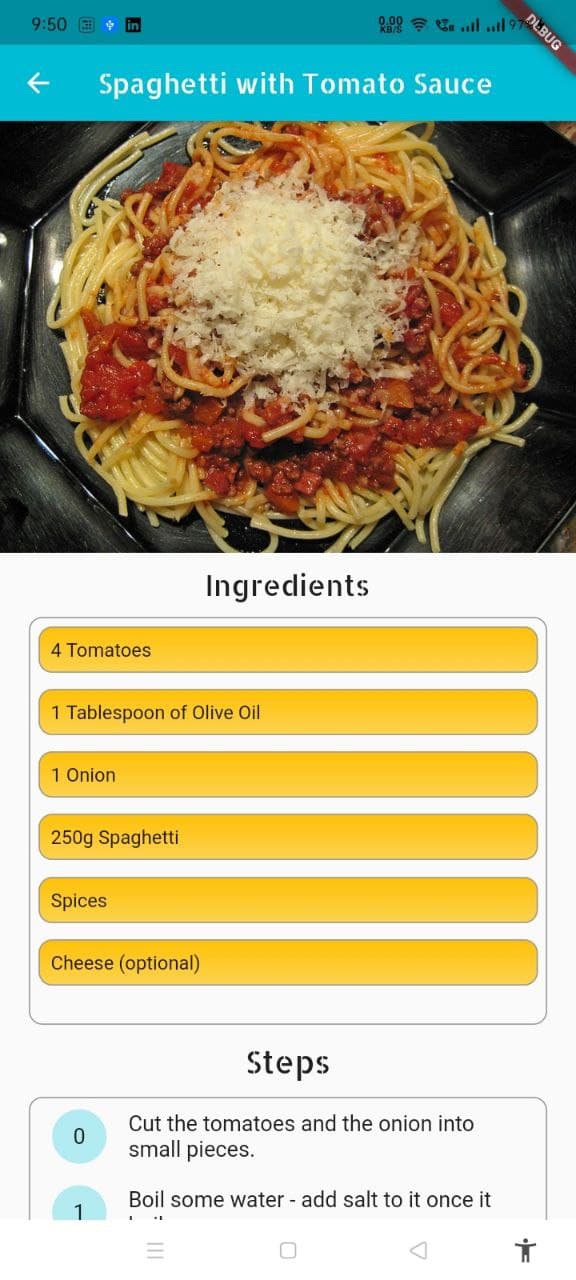 9:50
0.00
KB/S
97
DEBUG
Spaghetti with Tomato Sauce
Ingredients
4 Tomatoes
1 Tablespoon of Olive Oil
1 Onion
250g Spaghetti
Spices
Cheese (optional)
Steps
0
Cut the tomatoes and the onion into
small pieces.
1
Boil some water - add salt to it once it